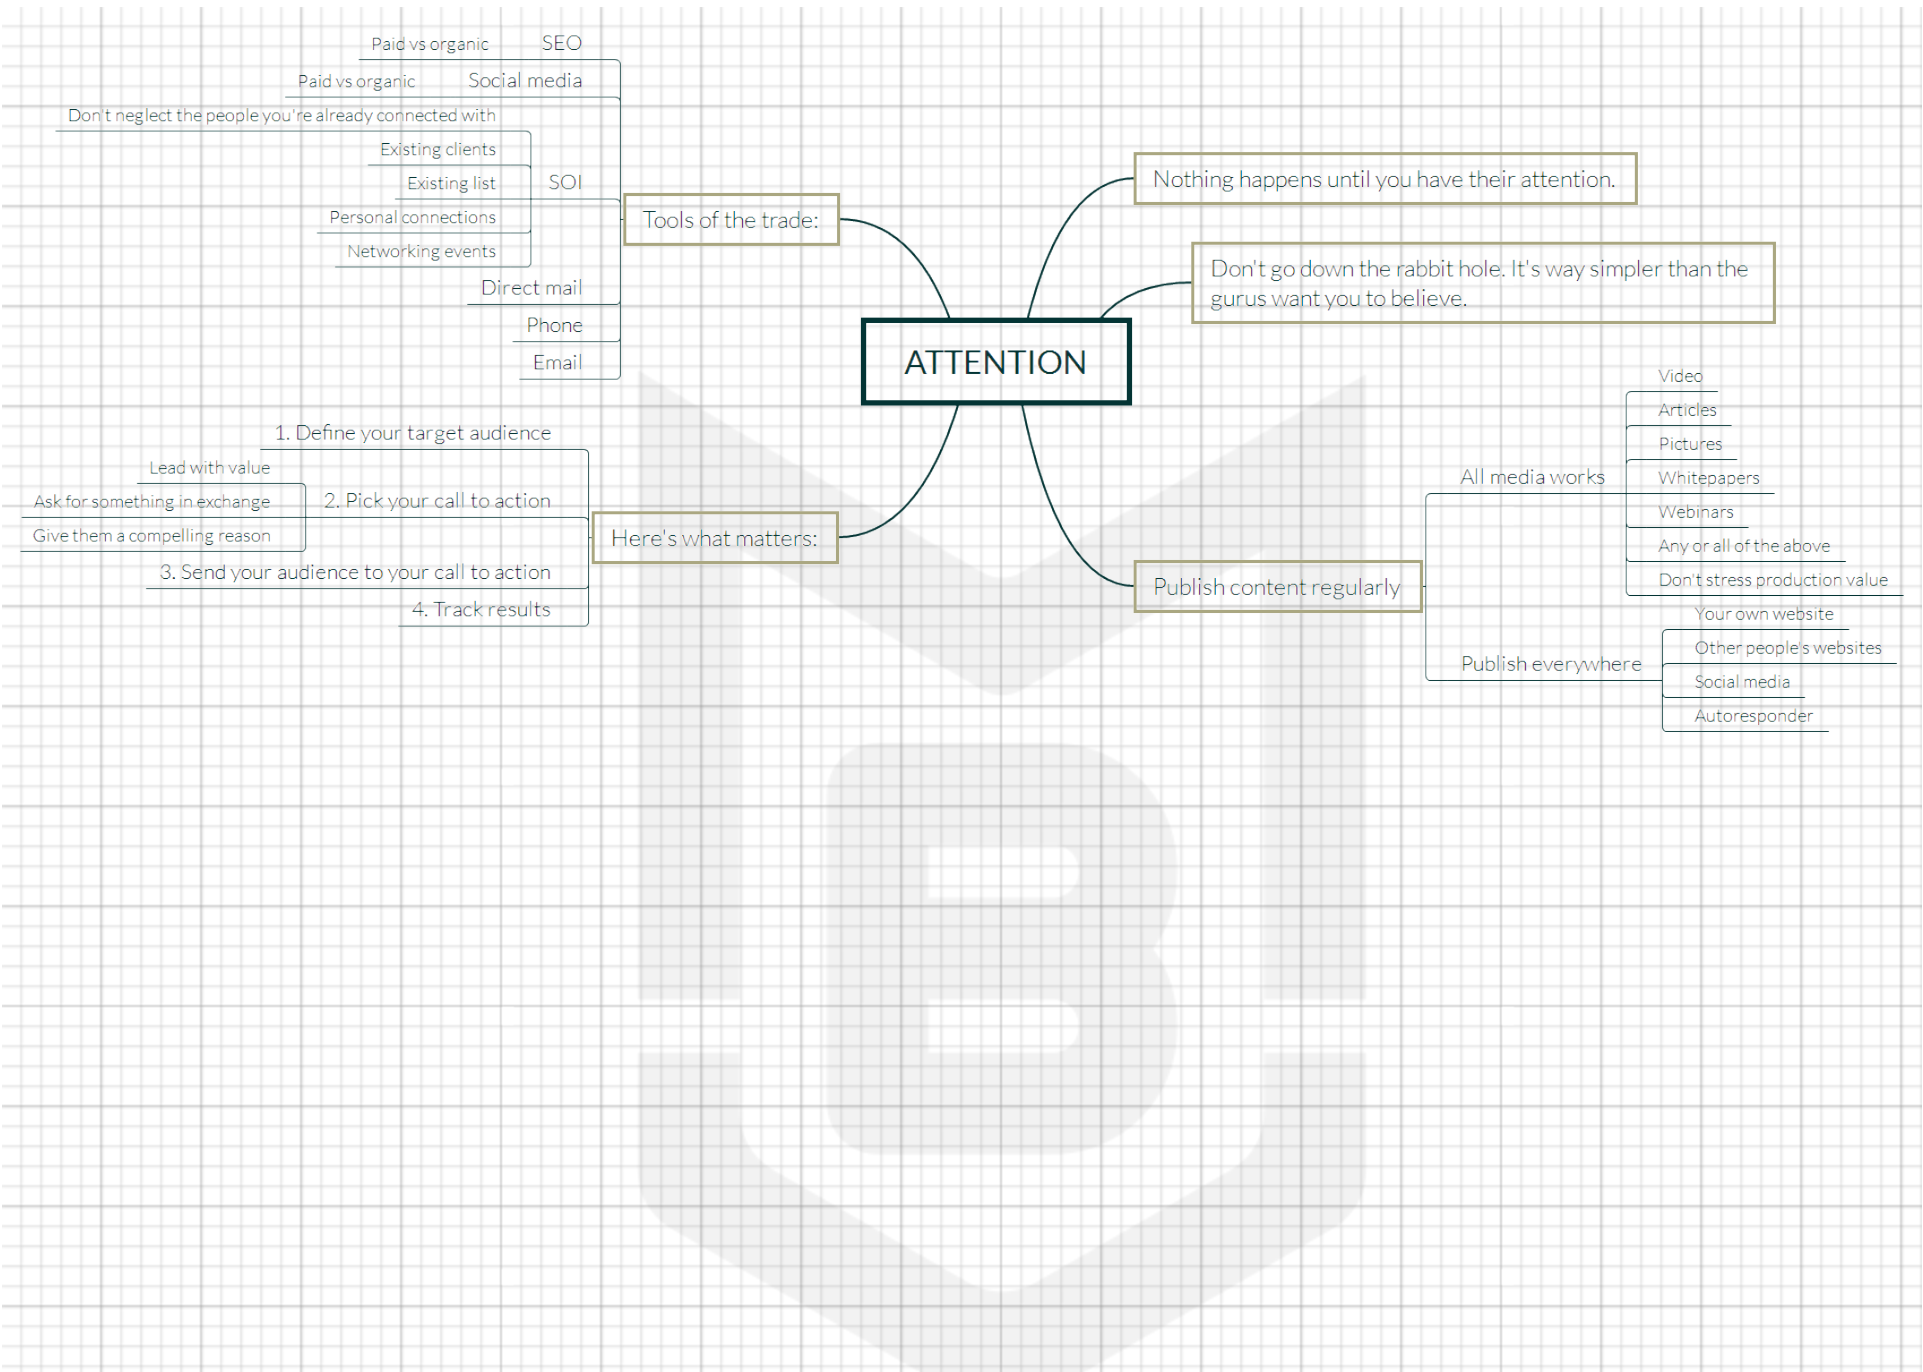 ATTENTION
Nothing happens until you have their attention.
Don't go down the rabbit hole. It's way simpler than the
gurus want you to believe.
Publish content regularly
All media works
Video
Articles
Pictures
Whitepapers
Webinars
Any or all of the above
Don't stress production value
Publish everywhere
Your own website
Other people's websites
Social media
Autoresponder
Here's what matters:
1. Define your target audience
2. Pick your call to action
Lead with value
Ask for something in exchange
Give them a compelling reason
3. Send your audience to your call to action
4. Track results
Tools of the trade:
SEO
Paid vs organic
Social media
Paid vs organic
SOI
Don't neglect the people you're already connected with
Existing clients
Existing list
Personal connections
Networking events
Direct mail
Phone
Email
B